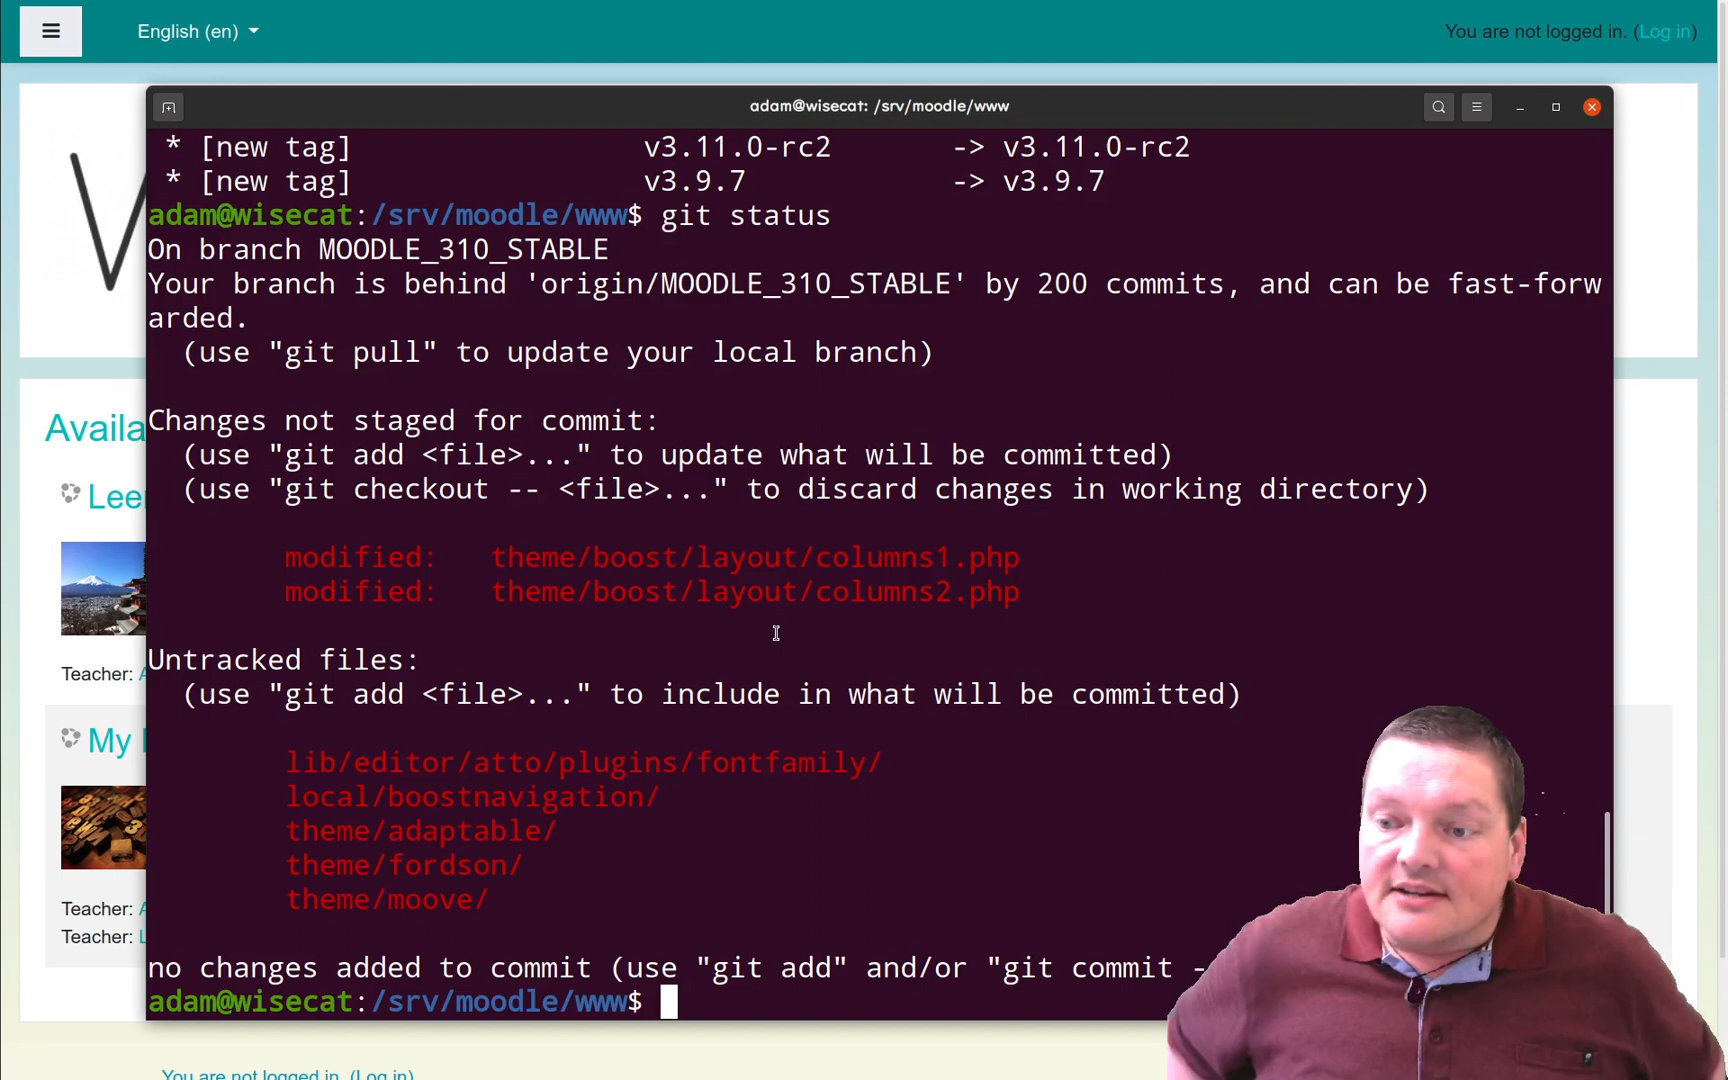 English (en)
You are not logged in. (Log in)
adam@wisecat: /srv/moodle/www
* [new tag] v3.11.0-rc2 -> v3.11.0-rc2
* [new tag] v3.9.7 -> v3.9.7
adam@wisecat:/srv/moodle/www$ git status
On branch MOODLE_310_STABLE
Your branch is behind 'origin/MOODLE_310_STABLE' by 200 commits, and can be fast-forw
arded.
(use "git pull" to update your local branch)
Changes not staged for commit:
(use "git add <file>..." to update what will be committed)
(use "git checkout -- <file>..." to discard changes in working directory)
modified: theme/boost/layout/columns1.php
modified: theme/boost/layout/columns2.php
Untracked files:
(use "git add <file>..." to include in what will be committed)
lib/editor/atto/plugins/fontfamily/
local/boostnavigation/
theme/adaptable/
theme/fordson/
theme/moove/
no changes added to commit (use "git add" and/or "git commit -
adam@wisecat:/srv/moodle/www$
Availa
Lee
Teacher: A
My
Teacher: A
Teacher: L
You are not logged in. (Log in)